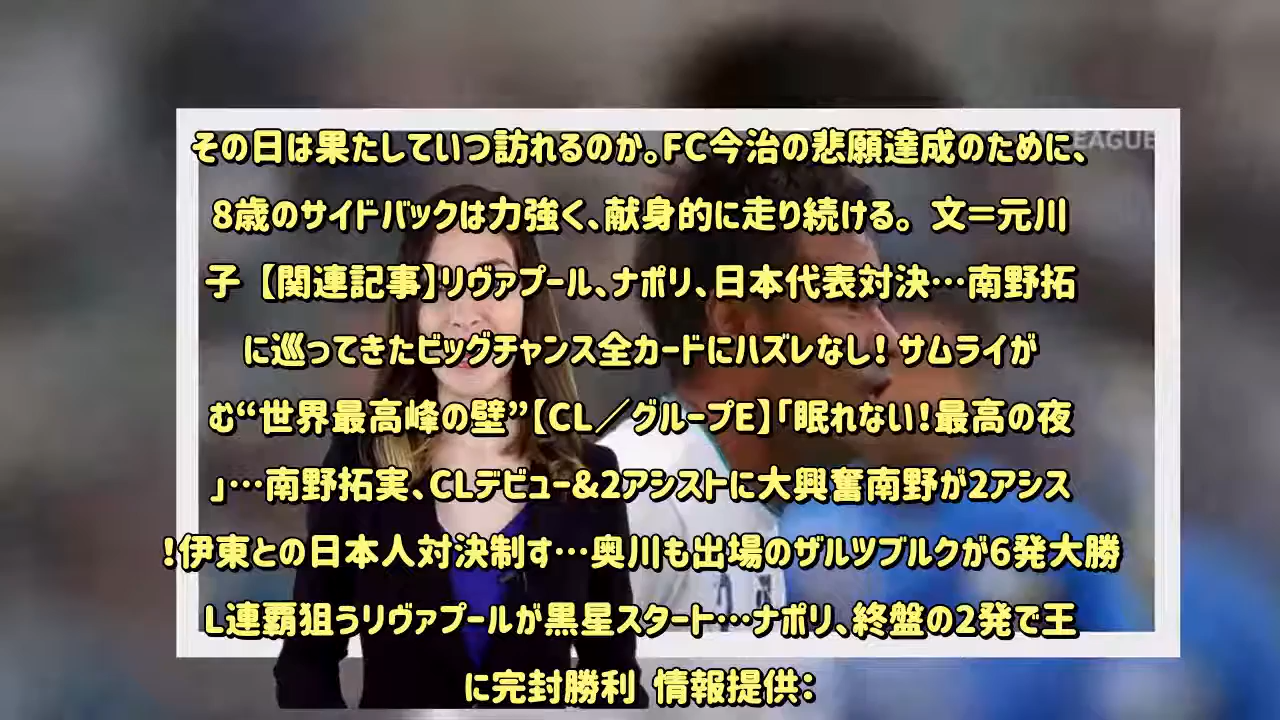 その日は果たしていつ訪れるのか。FC今治の悲願達成のために、
8歳のサイドバックは力強く、献身的に走り続ける。 文=元川
子 【関連記事】リヴァプール、ナポリ、日本代表対決…南野拓
に巡ってきたビッグチャンス全カードにハズレなし! サムライが
む“世界最高峰の壁”【CL/グループE】「眠れない!最高の夜
」…南野拓実、CLデビュー&2アシストに大興奮南野が2アシス
!伊東との日本人対決制す…奥川も出場のザルツブルクが6発大勝
L連覇狙うリヴァプールが黒星スタート…ナポリ、終盤の2発で王
に完封勝利 情報提供:
LEAGUE